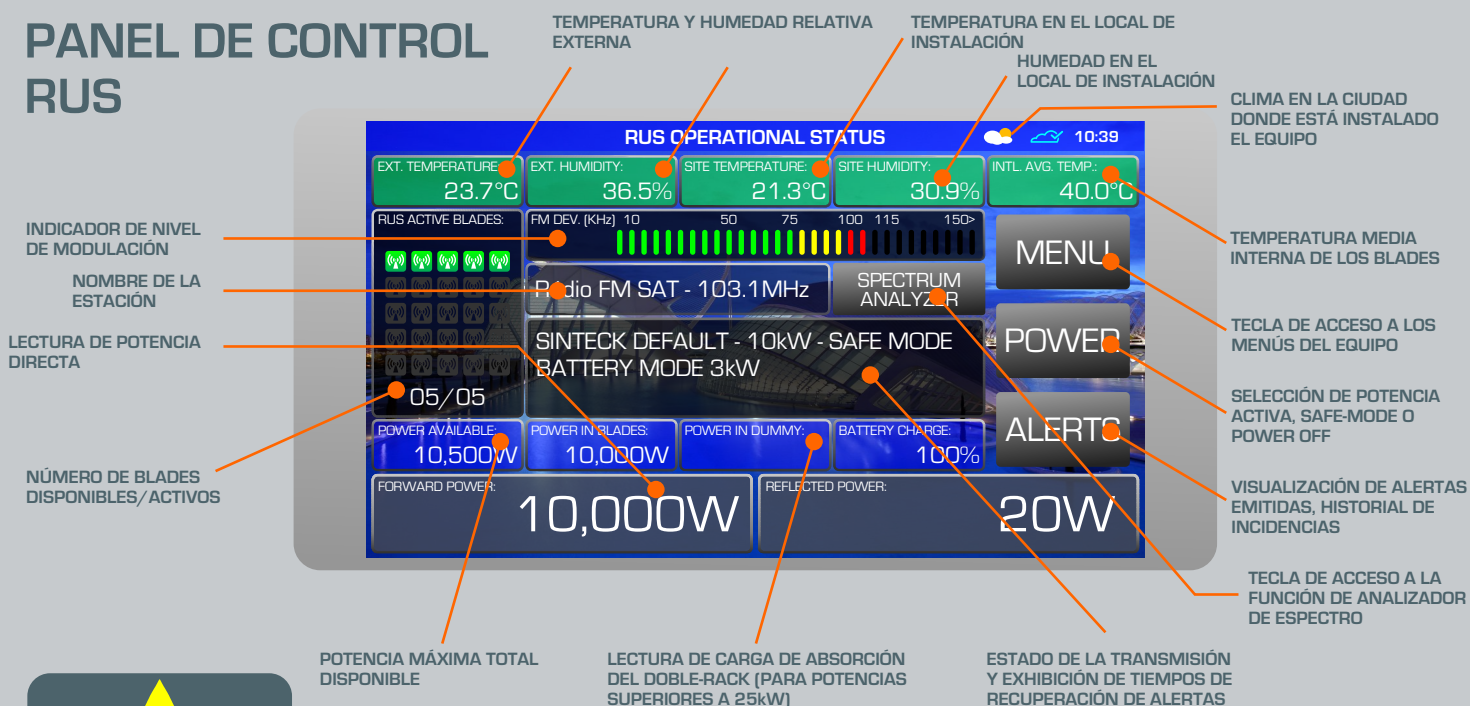 PANEL DE CONTROL
RUS
TEMPERATURA Y HUMEDAD RELATIVA
EXTERNA
TEMPERATURA EN EL LOCAL DE
INSTALACIÓN
HUMEDAD EN EL
LOCAL DE INSTALACIÓN
CLIMA EN LA CIUDAD
DONDE ESTÁ INSTALADO
EL EQUIPO
RUS OPERATIONAL STATUS
10:39
EXT. TEMPERATURE:
23.7°C
EXT. HUMIDITY:
36.5%
SITE TEMPERATURE:
21.3°C
SITE HUMIDITY:
30.9%
INTL. AVG. TEMP.:
40.0°C
RUS ACTIVE BLADES:
05/05
FM DEV. (KHz) 10 50 75 100 115 150>
Radio FM SAT - 103.1MHz
SPECTRUM
ANALYZER
SINTECK DEFAULT - 10kW - SAFE MODE
BATTERY MODE 3kW
MENU
POWER
ALERTS
POWER AVAILABLE:
10,500W
POWER IN BLADES:
10,000W
POWER IN DUMMY:
BATTERY CHARGE:
100%
FORWARD POWER:
10,000W
REFLECTED POWER:
20W
INDICADOR DE NIVEL
DE MODULACIÓN
NOMBRE DE LA
ESTACIÓN
LECTURA DE POTENCIA
DIRECTA
NÚMERO DE BLADES
DISPONIBLES/ACTIVOS
TEMPERATURA MEDIA
INTERNA DE LOS BLADES
TECLA DE ACCESO A LOS
MENÚS DEL EQUIPO
SELECCIÓN DE POTENCIA
ACTIVA, SAFE-MODE O
POWER OFF
VISUALIZACIÓN DE ALERTAS
EMITIDAS, HISTORIAL DE
INCIDENCIAS
TECLA DE ACCESO A LA
FUNCIÓN DE ANALIZADOR
DE ESPECTRO
POTENCIA MÁXIMA TOTAL
DISPONIBLE
LECTURA DE CARGA DE ABSORCIÓN
DEL DOBLE-RACK (PARA POTENCIAS
SUPERIORES A 25kW)
ESTADO DE LA TRANSMISIÓN
Y EXHIBICIÓN DE TIEMPOS DE
RECUPERACIÓN DE ALERTAS